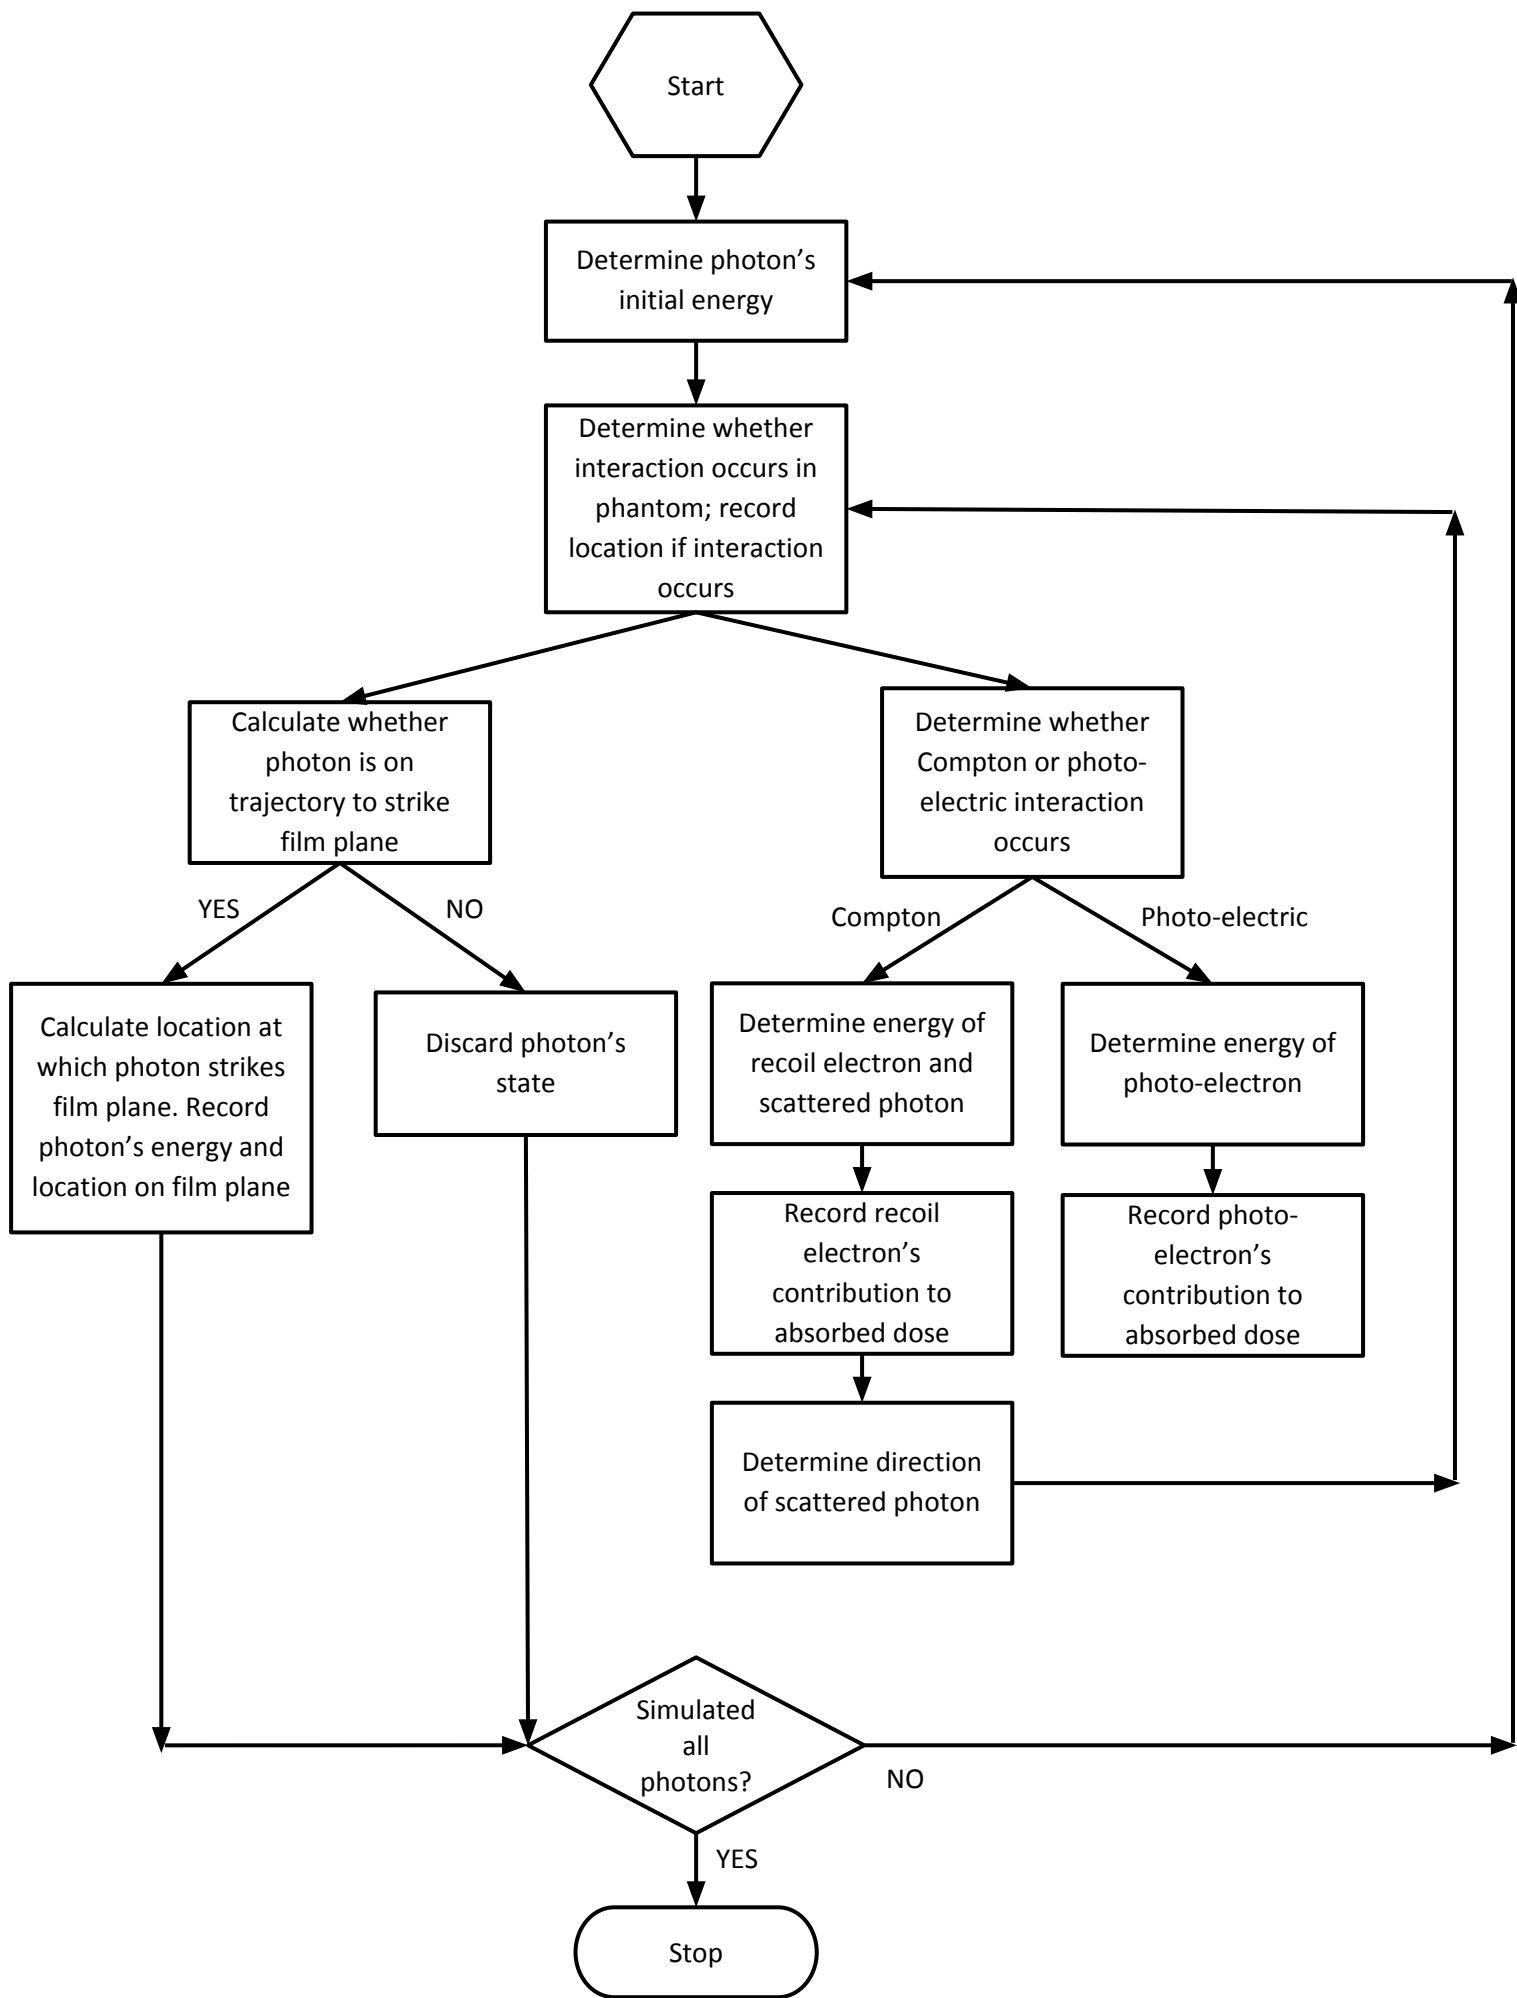 Start
Determine photon’s
initial energy
Determine whether
interaction occurs in
phantom; record
location if interaction
occurs
Calculate whether
photon is on
trajectory to strike
film plane
Determine whether
Compton or photo-
electric interaction
occurs
YES
NO
Compton
Photo-electric
Calculate location at
which photon strikes
film plane. Record
photon’s energy and
location on film plane
Discard photon’s
state
Determine energy of
recoil electron and
scattered photon
Determine energy of
photo-electron
Record recoil
electron’s
contribution to
absorbed dose
Record photo-
electron’s
contribution to
absorbed dose
Determine direction
of scattered photon
Simulated
all
photons?
NO
YES
Stop